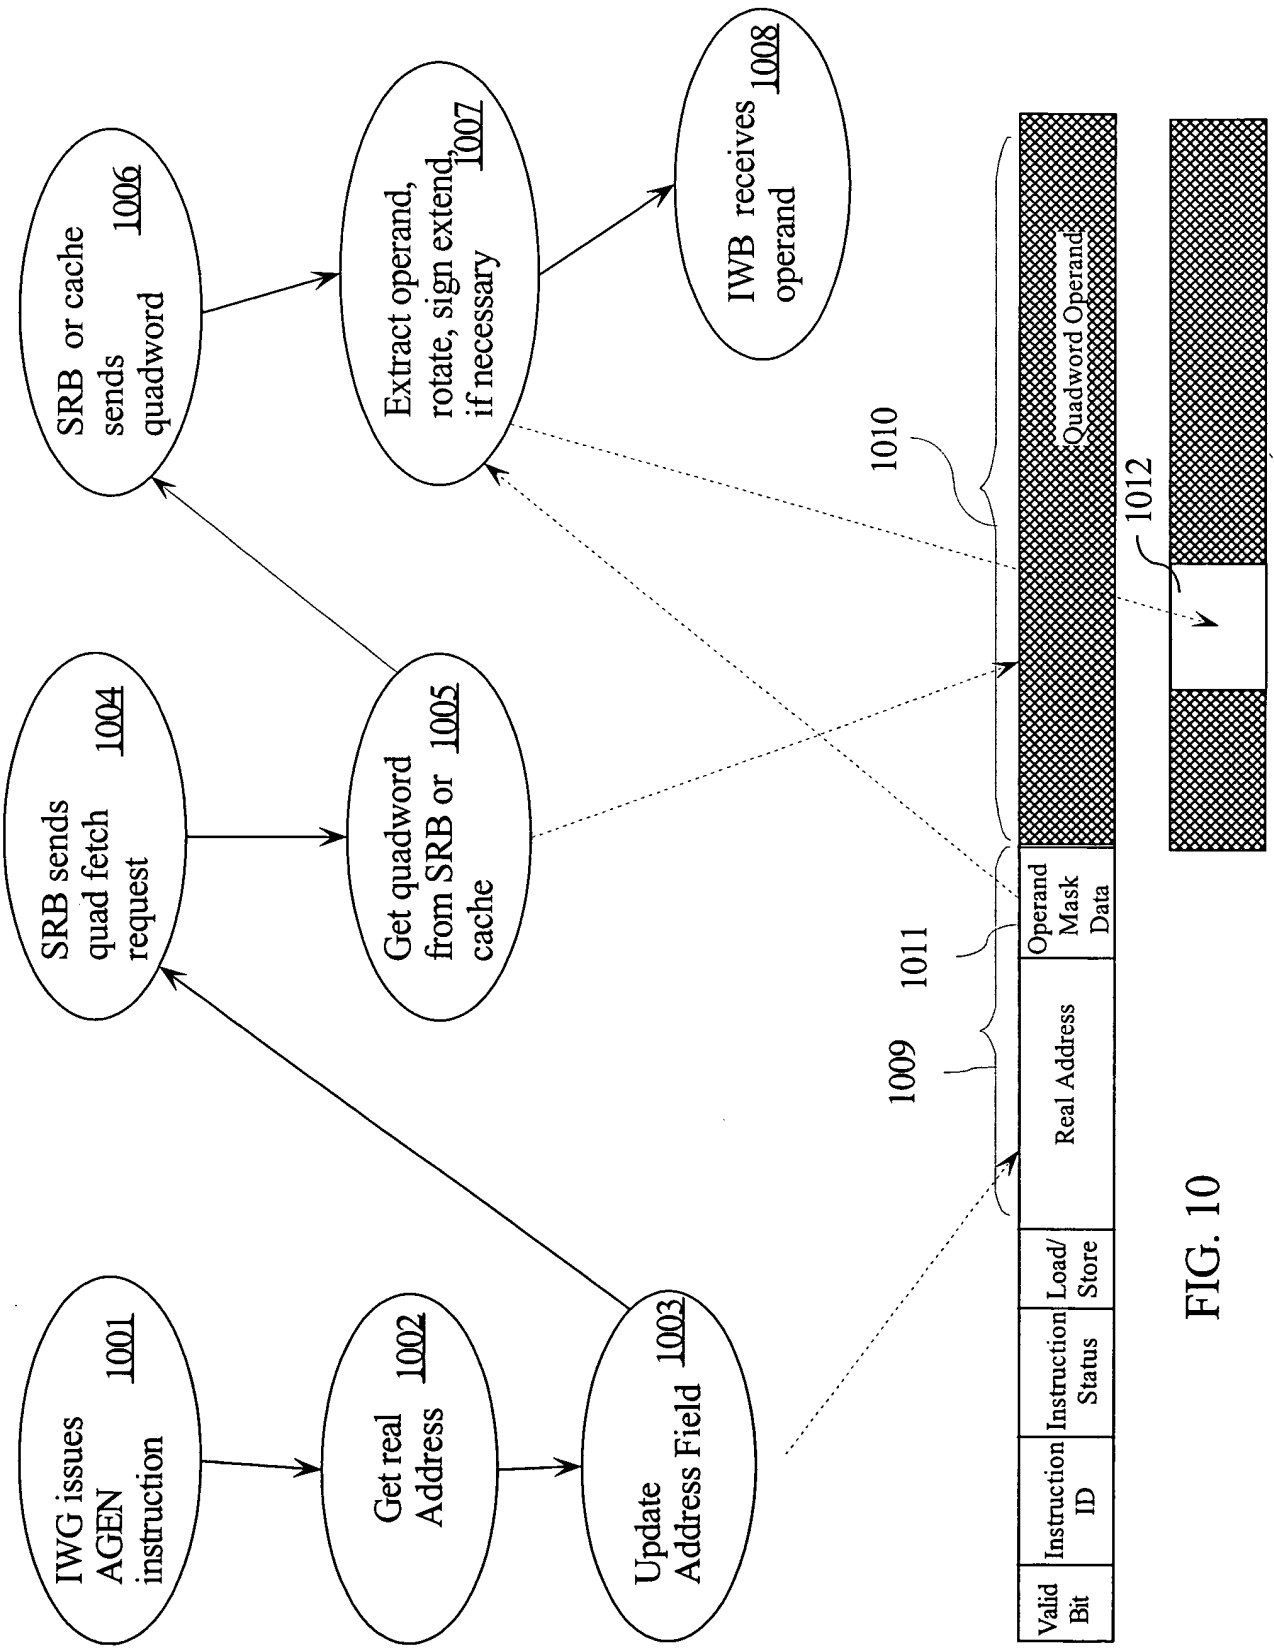 IWG issues
AGEN
instruction
1001
Get real
Address
1002
Update
Address Field
1003
SRB sends
quad fetch
request
1004
Get quadword
from SRB or
cache
1005
SRB or cache
sends
quadword
1006
Extract operand,
rotate, sign extend,
if necessary
1007
IWB receives
operand
1008
1009
1011
1010
Valid
Bit
Instruction
ID
Instruction
Status
Load/
Store
Real Address
Operand
Mask
Data
Quadword Operand
1012
FIG. 10